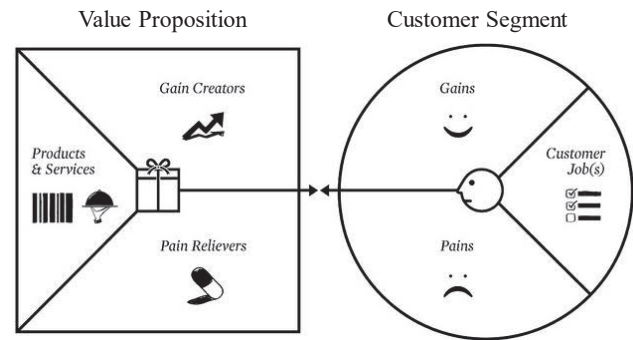 Value Proposition
Customer Segment
Gain Creators
Products
& Services
Pain Relievers
Gains
Customer
Job(s)
Pains